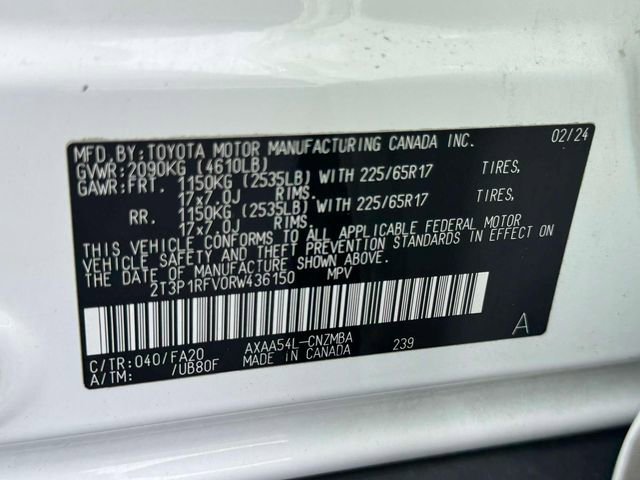 MFD.BY:TOYOTA MOTOR MANUFACTURING CANADA INC. 02/24
GVWR:2090KG (4610LB)
GAWR:FRT. 1150KG (2535LB) WITH 225/65R17 TIRES,
17x7.0J RIMS.
RR. 1150KG (2535LB) WITH 225/65R17 TIRES,
17x7.0J RIMS.
THIS VEHICLE CONFORMS TO ALL APPLICABLE FEDERAL MOTOR
VEHICLE SAFETY AND THEFT PREVENTION STANDARDS IN EFFECT ON
THE DATE OF MANUFACTURE SHOWN ABOVE.
2T3P1RFV0RW436150 MPV
A
C/TR:040/FA20 AXAA54L-CNZMBA 239
A/TM: /UB80F MADE IN CANADA